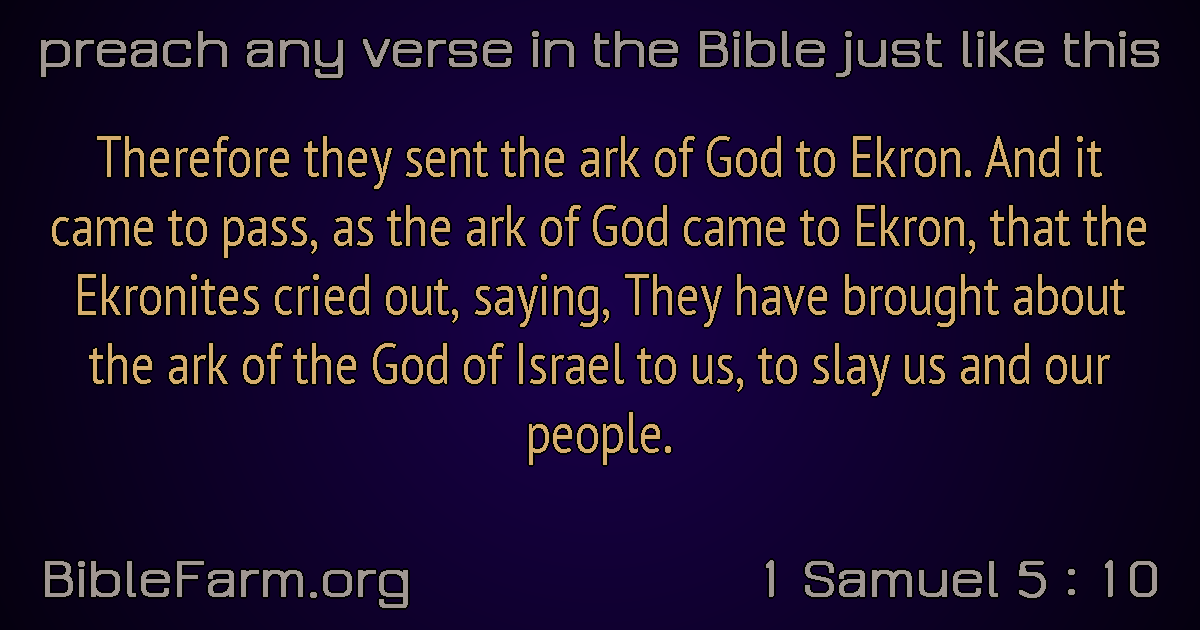 preach any verse in the Bible just like this
Therefore they sent the ark of God to Ekron. And it
came to pass, as the ark of God came to Ekron, that the
Ekronites cried out, saying, They have brought about
the ark of the God of Israel to us, to slay us and our
people.
BibleFarm.org
1 Samuel 5 : 10